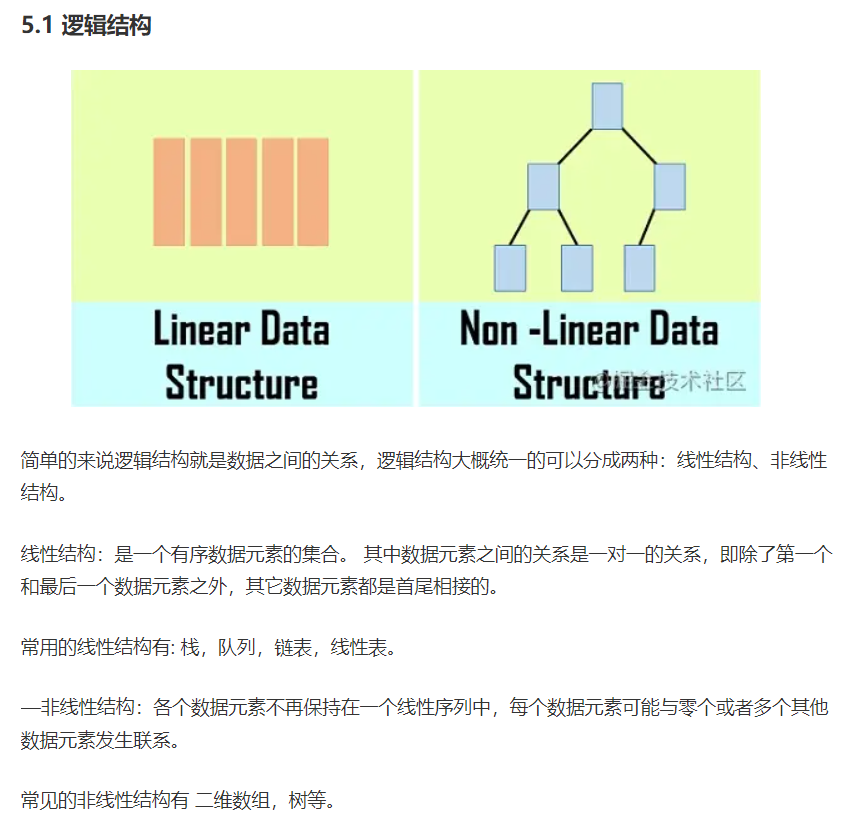 5.1 逻辑结构
Linear Data
Structure
Non -Linear Data
Structure
@掘金技术社区
简单的来说逻辑结构就是数据之间的关系，逻辑结构大概统一的可以分成两种：线性结构、非线性
结构。
线性结构：是一个有序数据元素的集合。 其中数据元素之间的关系是一对一的关系，即除了第一个
和最后一个数据元素之外，其它数据元素都是首尾相接的。
常用的线性结构有: 栈，队列，链表，线性表。
—非线性结构：各个数据元素不再保持在一个线性序列中，每个数据元素可能与零个或者多个其他
数据元素发生联系。
常见的非线性结构有 二维数组，树等。